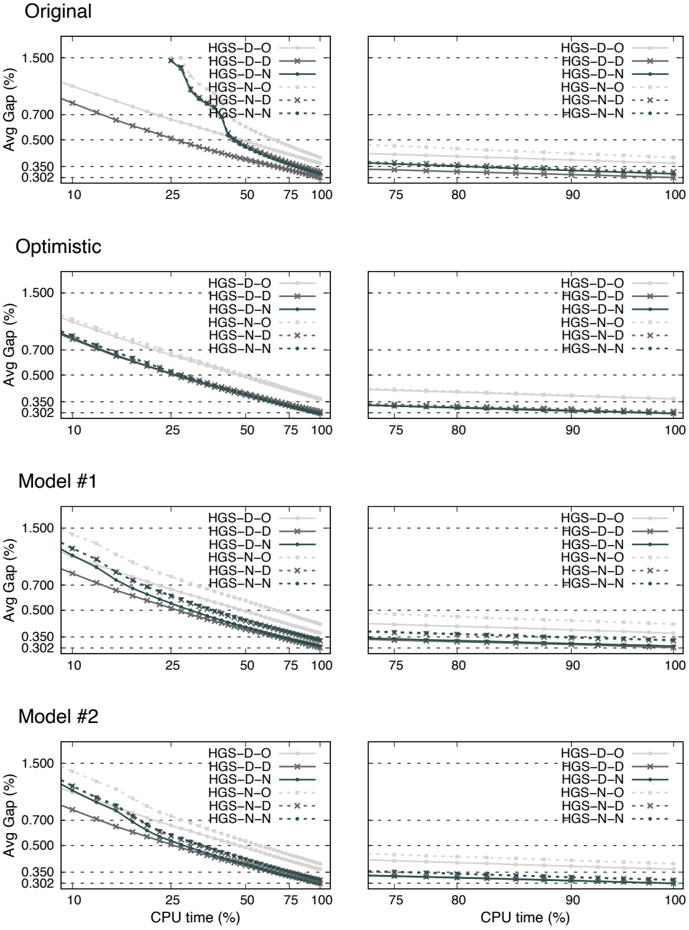 Original
Avg Gap (%)
1.500
0.700
0.500
0.350
0.302
HGS-D-O
HGS-D-D
HGS-D-N
HGS-N-O
HGS-N-D
HGS-N-N
10
25
50
75
100
HGS-D-O
HGS-D-D
HGS-D-N
HGS-N-O
HGS-N-D
HGS-N-N
75
80
90
100
Optimistic
Avg Gap (%)
1.500
0.700
0.500
0.350
0.302
HGS-D-O
HGS-D-D
HGS-D-N
HGS-N-O
HGS-N-D
HGS-N-N
10
25
50
75
100
HGS-D-O
HGS-D-D
HGS-D-N
HGS-N-O
HGS-N-D
HGS-N-N
75
80
90
100
Model #1
Avg Gap (%)
1.500
0.700
0.500
0.350
0.302
HGS-D-O
HGS-D-D
HGS-D-N
HGS-N-O
HGS-N-D
HGS-N-N
10
25
50
75
100
HGS-D-O
HGS-D-D
HGS-D-N
HGS-N-O
HGS-N-D
HGS-N-N
75
80
90
100
Model #2
Avg Gap (%)
1.500
0.700
0.500
0.350
0.302
HGS-D-O
HGS-D-D
HGS-D-N
HGS-N-O
HGS-N-D
HGS-N-N
10
25
50
75
100
CPU time (%)
HGS-D-O
HGS-D-D
HGS-D-N
HGS-N-O
HGS-N-D
HGS-N-N
75
80
90
100
CPU time (%)